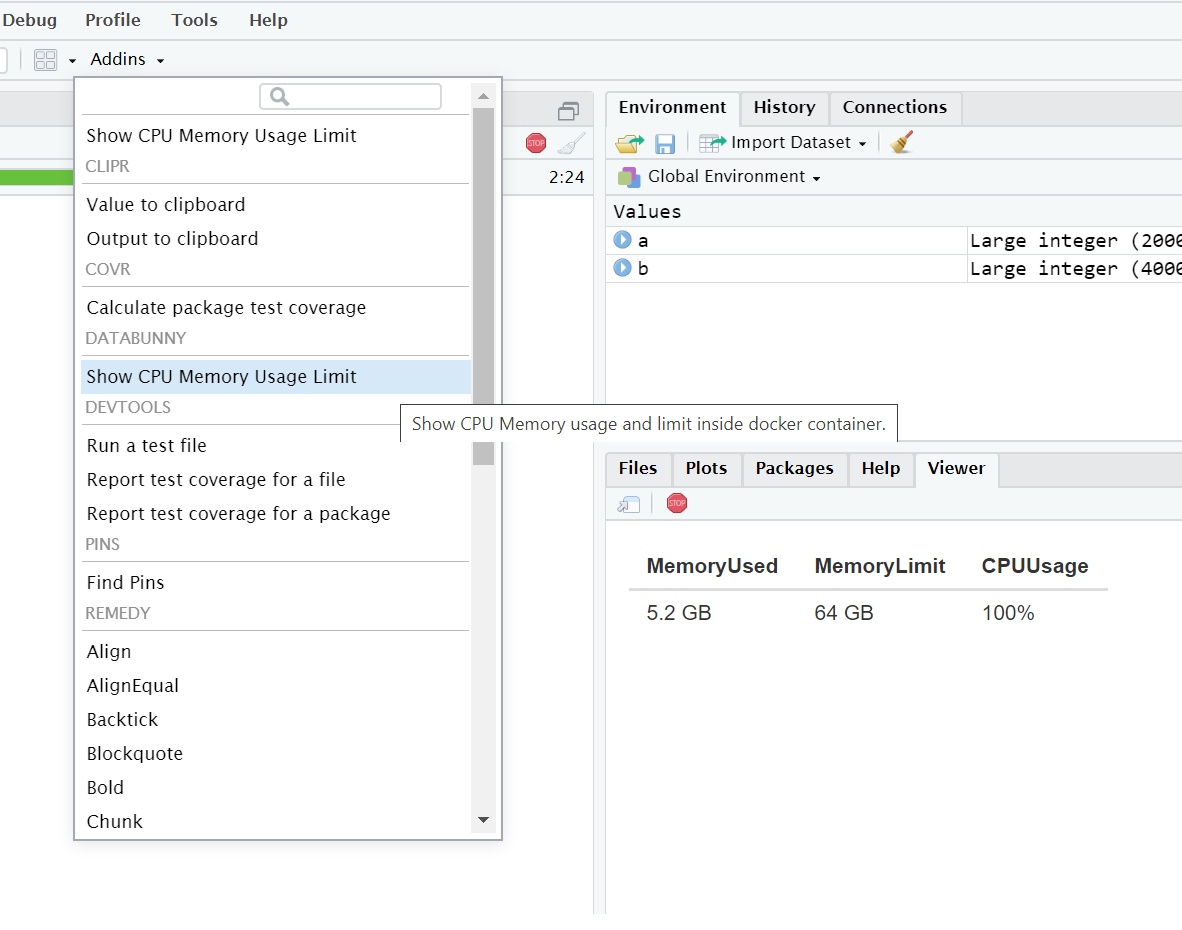 Debug Profile Tools Help
Addins
Show CPU Memory Usage Limit
CLIPR
Value to clipboard
Output to clipboard
COVR
Calculate package test coverage
DATABUNNY
Show CPU Memory Usage Limit
DEVTOOLS
Show CPU Memory usage and limit inside docker container.
Run a test file
Report test coverage for a file
Report test coverage for a package
PINS
Find Pins
REMEDY
Align
AlignEqual
Backtick
Blockquote
Bold
Chunk
STOP
2:24
Environment History Connections
Import Dataset
Global Environment
Values
a Large integer (2000
b Large integer (4000
Files Plots Packages Help Viewer
STOP
MemoryUsed MemoryLimit CPUUsage
5.2 GB 64 GB 100%